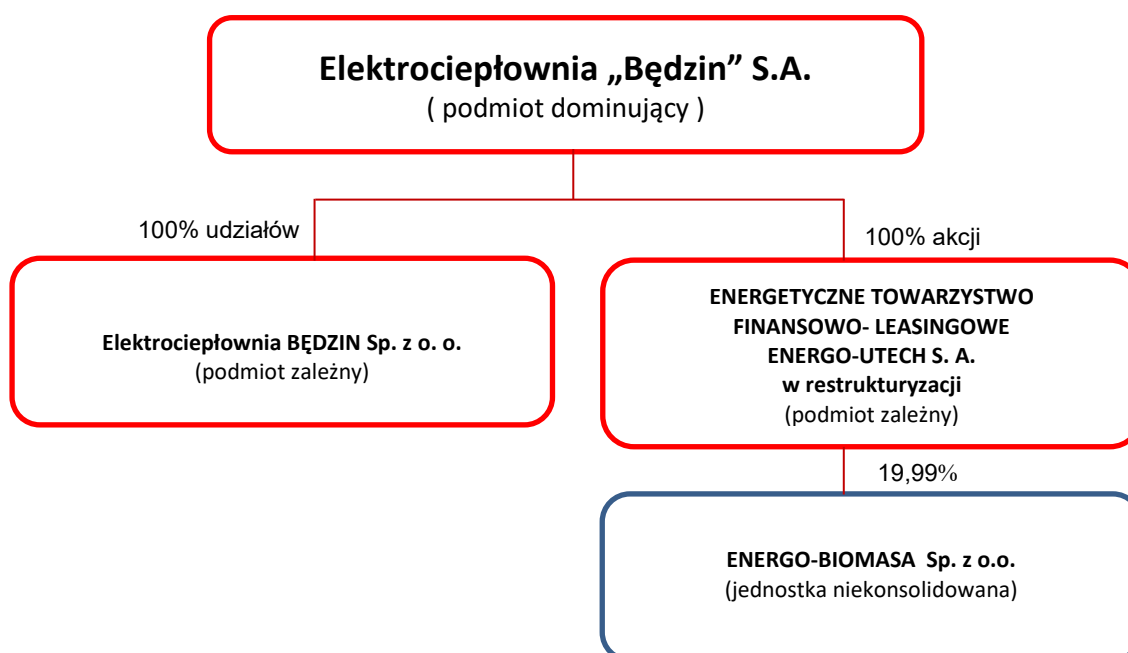 Elektrociepłownia „Będzin” S.A.
( podmiot dominujący )
100% udziałów
100% akcji
Elektrociepłownia BĘDZIN Sp. z o. o.
(podmiot zależny)
ENERGETYCZNE TOWARZYSTWO
FINANSOWO- LEASINGOWE
ENERGO-UTECH S. A.
w restrukturyzacji
(podmiot zależny)
19,99%
ENERGO-BIOMASA Sp. z o.o.
(jednostka niekonsolidowana)